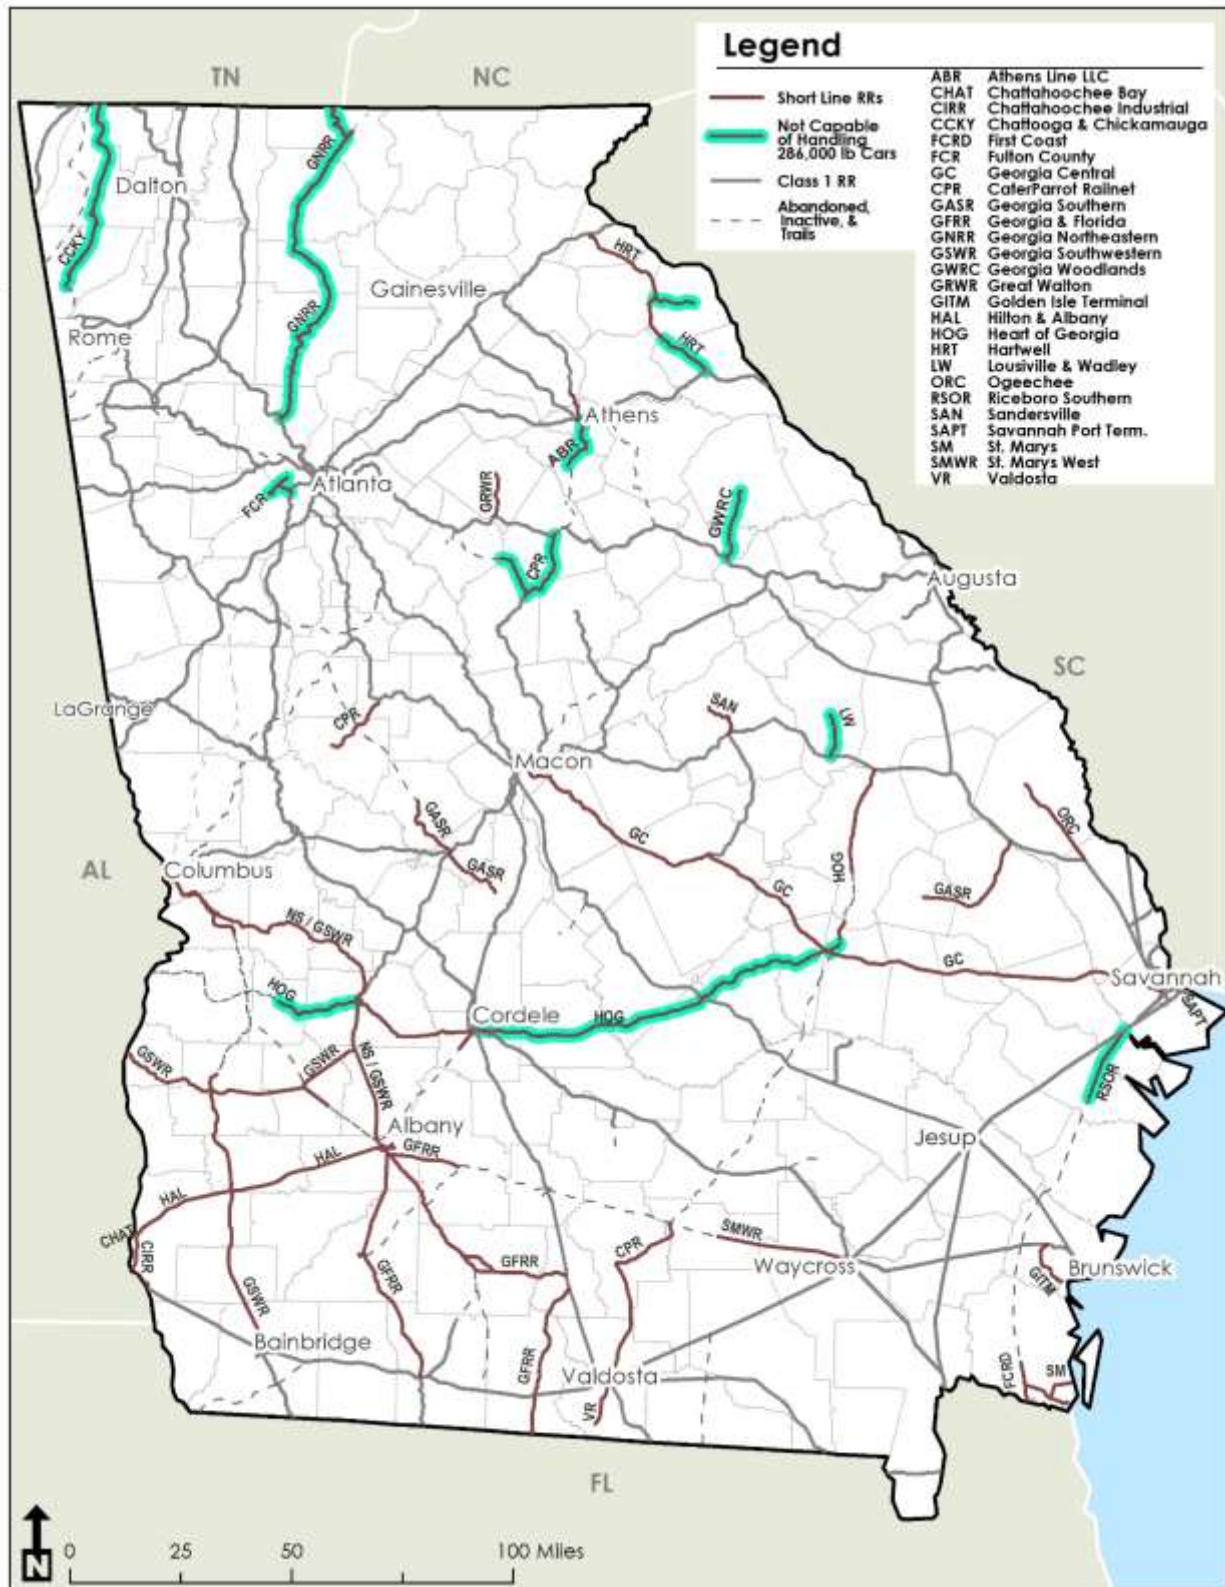 Legend
Short Line RRs
Not Capable
of Handling
286,000 lb Cars
Class 1 RR
Abandoned,
Inactive, &
Trails
ABR Athens Line LLC
CHAT Chattahoochee Bay
CIRR Chattahoochee Industrial
CCKY Chattooga & Chickamauga
FCRD First Coast
FCR Fulton County
GC Georgia Central
CPR CaterParrot Railnet
GASR Georgia Southern
GFRR Georgia & Florida
GNRR Georgia Northeastern
GSWR Georgia Southwestern
GWRC Georgia Woodlands
GRWR Great Walton
GITM Golden Isle Terminal
HAL Hilton & Albany
HOG Heart of Georgia
HRT Hartwell
LW Lousiville & Wadley
ORC Ogeechee
RSOR Riceboro Southern
SAN Sandersville
SAPT Savannah Port Term.
SM St. Marys
SMWR St. Marys West
VR Valdosta
TN
NC
GNRR
Dalton
CCKY
HRT
Gainesville
GNRR
Rome
HRT
Athens
ABR
Atlanta
GRWR
FCR
GWRC
CPR
Augusta
SC
LaGrange
CPR
SAN
LW
Macon
GASR
GC
ORC
AL
Columbus
GASR
GC
HOG
GASR
NS / GSWR
GC
Savannah
HOG
Cordele
HOG
SAPT
GSWR
GSWR
NS / GSWR
RSOR
Albany
Jesup
HAL
GFRR
HAL
CHAT
CIRR
SMWR
CPR
GFRR
GFRR
Waycross
Brunswick
GITM
GSWR
Bainbridge
GFRR
Valdosta
FCRD
SM
VR
FL
N
0 25 50 100 Miles